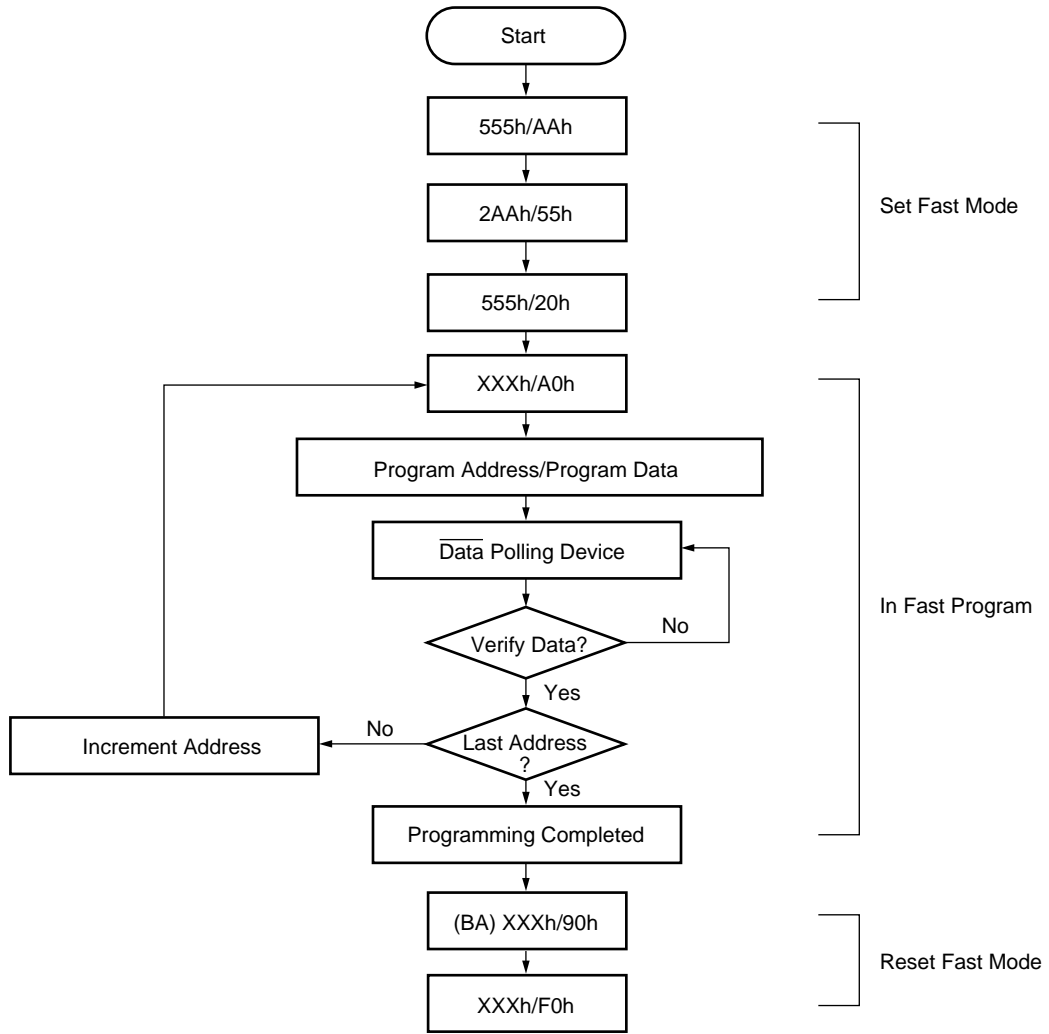 Start
555h/AAh
2AAh/55h
Set Fast Mode
555h/20h
XXXh/A0h
Program Address/Program Data
Data Polling Device
In Fast Program
Verify Data?
No
Yes
Increment Address
No
Last Address
?
Yes
Programming Completed
(BA) XXXh/90h
Reset Fast Mode
XXXh/F0h